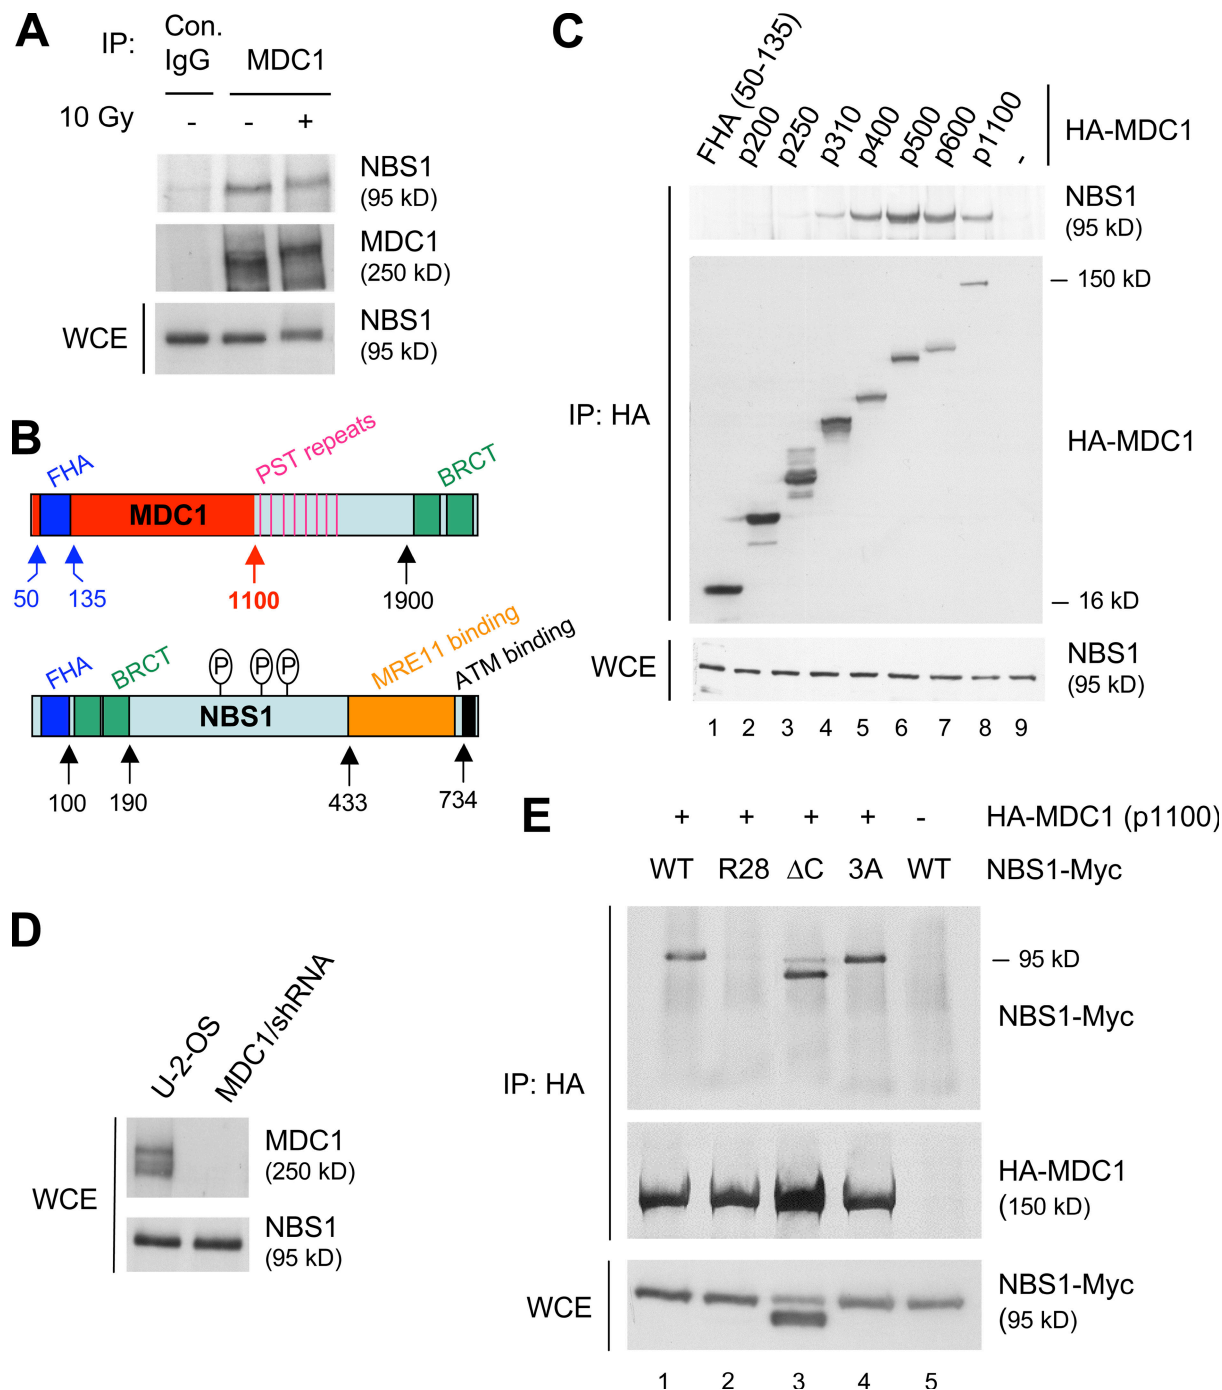 A
IP:
Con.
IgG
MDC1
10 Gy
-
-
+
NBS1
(95 kD)
MDC1
(250 kD)
WCE
NBS1
(95 kD)
B
FHA
PST repeats
BRCT
MDC1
50
135
1100
1900
FHA
BRCT
P
P
P
MRE11 binding
ATM binding
NBS1
100
190
433
734
C
FHA (50-135)
p200
p250
p310
p400
p500
p600
p1100
-
HA-MDC1
NBS1
(95 kD)
150 kD
IP: HA
HA-MDC1
16 kD
WCE
NBS1
(95 kD)
1 2 3 4 5 6 7 8 9
D
U-2-OS
MDC1/shRNA
WCE
MDC1
(250 kD)
NBS1
(95 kD)
E
+ + + + - HA-MDC1 (p1100)
WT R28 ΔC 3A WT NBS1-Myc
95 kD
NBS1-Myc
IP: HA
HA-MDC1
(150 kD)
WCE
NBS1-Myc
(95 kD)
1 2 3 4 5